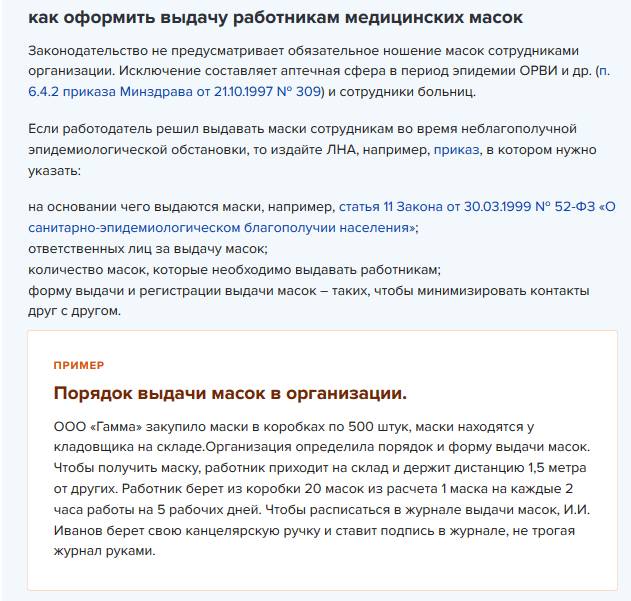 как оформить выдачу работникам медицинских масок
Законодательство не предусматривает обязательное ношение масок сотрудниками
организации. Исключение составляет аптечная сфера в период эпидемии ОРВИ и др. (п.
6.4.2 приказа Минздрава от 21.10.1997 № 309) и сотрудники больниц.
Если работодатель решил выдавать маски сотрудникам во время неблагополучной
эпидемиологической обстановки, то издайте ЛНА, например, приказ, в котором нужно
указать:
на основании чего выдаются маски, например, статья 11 Закона от 30.03.1999 № 52-ФЗ «О
санитарно-эпидемиологическом благополучии населения»;
ответственных лиц за выдачу масок;
количество масок, которые необходимо выдавать работникам;
форму выдачи и регистрации выдачи масок – таких, чтобы минимизировать контакты
друг с другом.
ПРИМЕР
Порядок выдачи масок в организации.
ООО «Гамма» закупило маски в коробках по 500 штук, маски находятся у
кладовщика на складе.Организация определила порядок и форму выдачи масок.
Чтобы получить маску, работник приходит на склад и держит дистанцию 1,5 метра
от других. Работник берет из коробки 20 масок из расчета 1 маска на каждые 2
часа работы на 5 рабочих дней. Чтобы расписаться в журнале выдачи масок, И.И.
Иванов берет свою канцелярскую ручку и ставит подпись в журнале, не трогая
журнал руками.